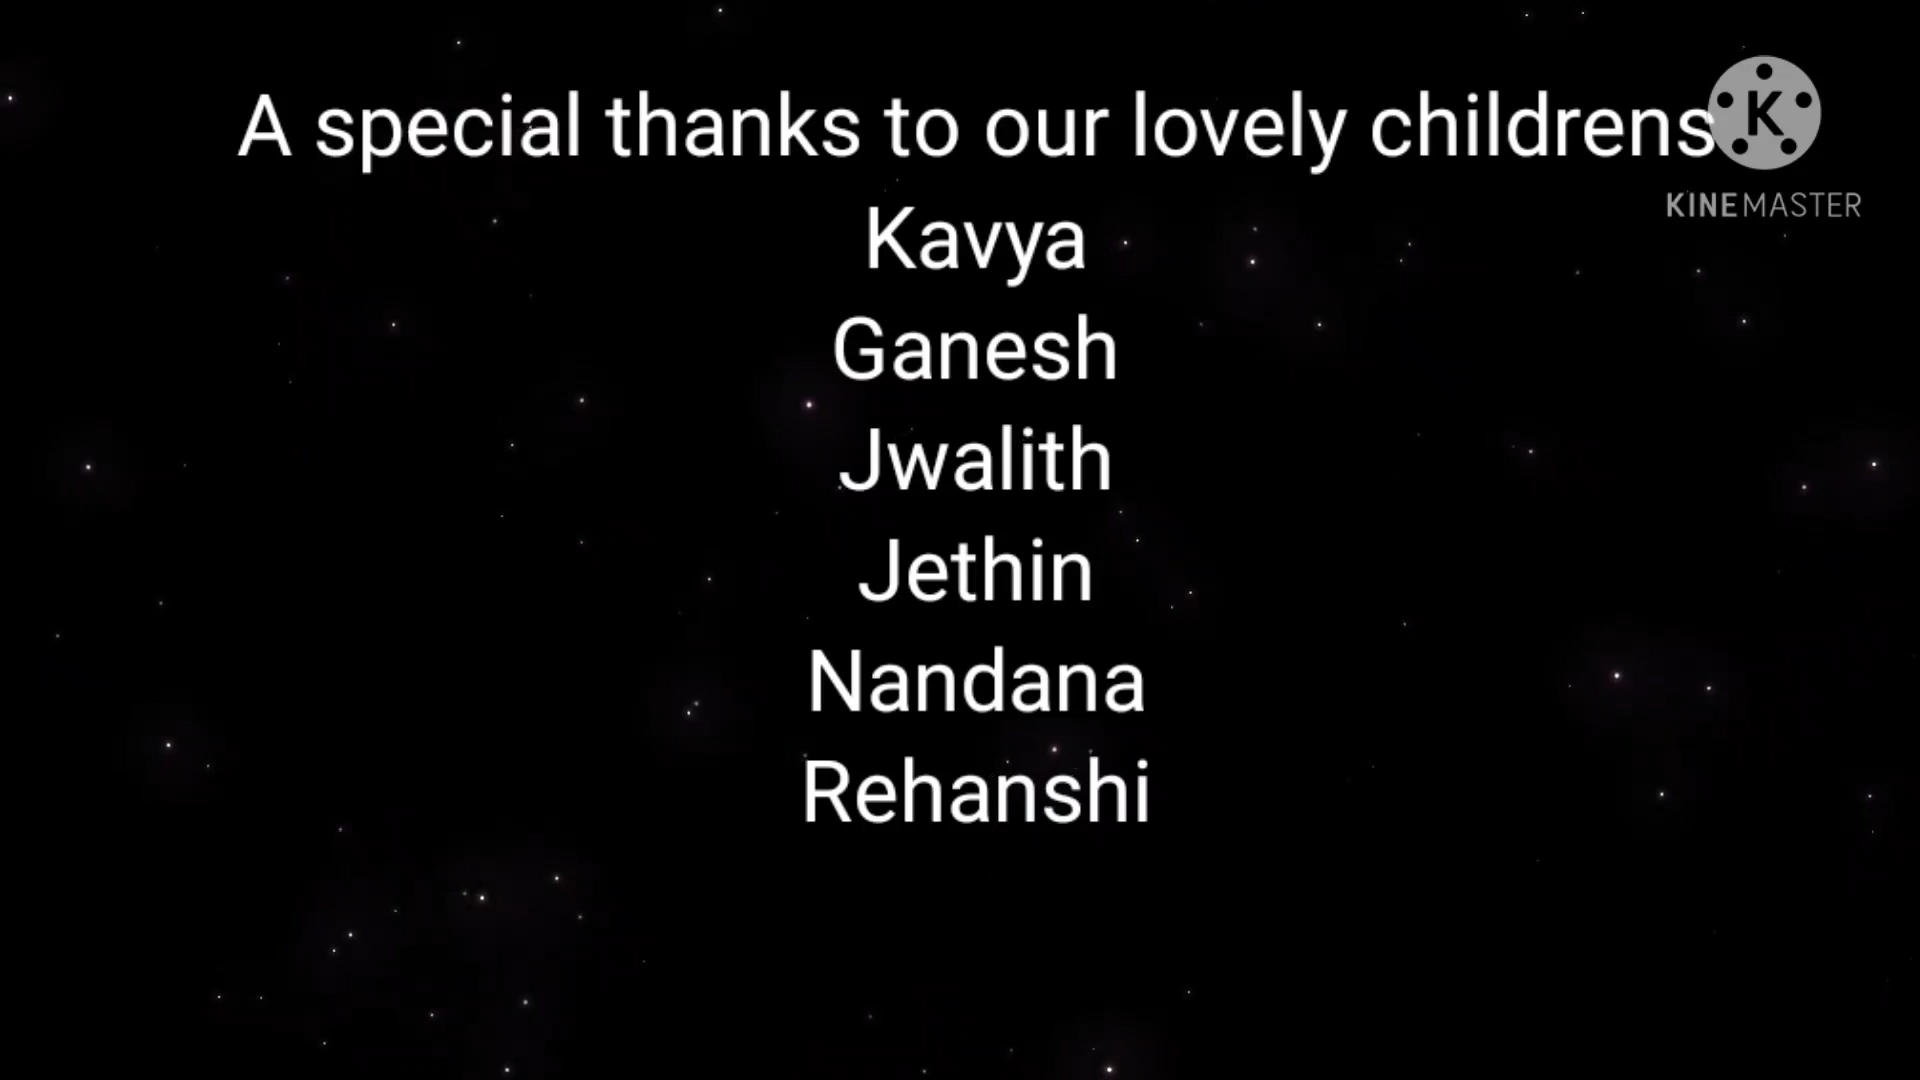 A special thanks to our lovely childrens
K
KINEMASTER
Kavya
Ganesh
Jwalith
Jethin
Nandana
Rehanshi